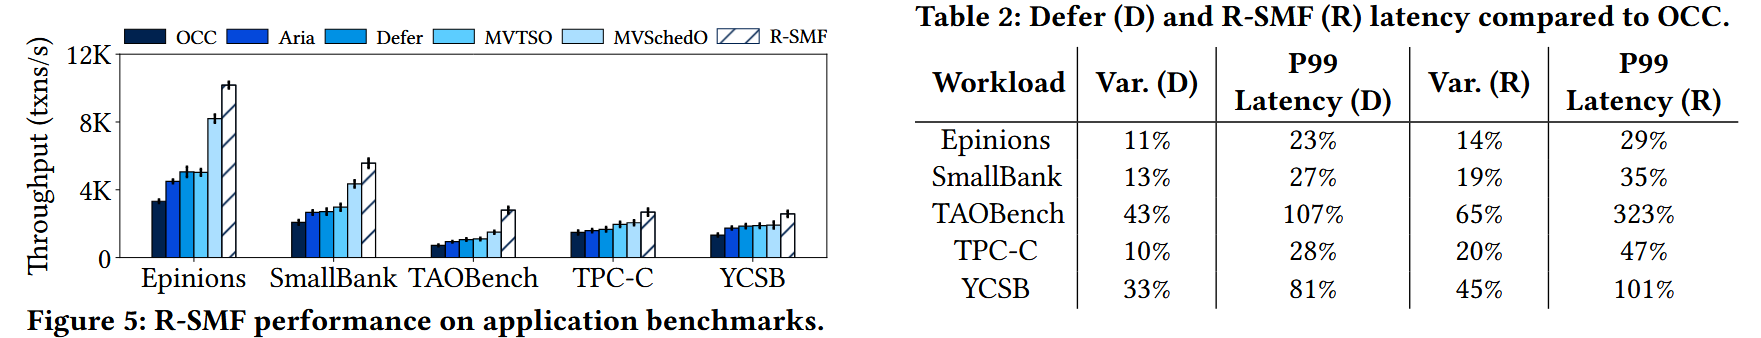 OCC Aria Defer MVTSO MVSchedO R-SMF
Throughput (txns/s)
12K
8K
4K
0
Epinions SmallBank TAOBench TPC-C YCSB
Figure 5: R-SMF performance on application benchmarks.
Table 2: Defer (D) and R-SMF (R) latency compared to OCC.
Workload Var. (D) P99 Latency (D) Var. (R) P99 Latency (R)
Epinions 11% 23% 14% 29%
SmallBank 13% 27% 19% 35%
TAOBench 43% 107% 65% 323%
TPC-C 10% 28% 20% 47%
YCSB 33% 81% 45% 101%